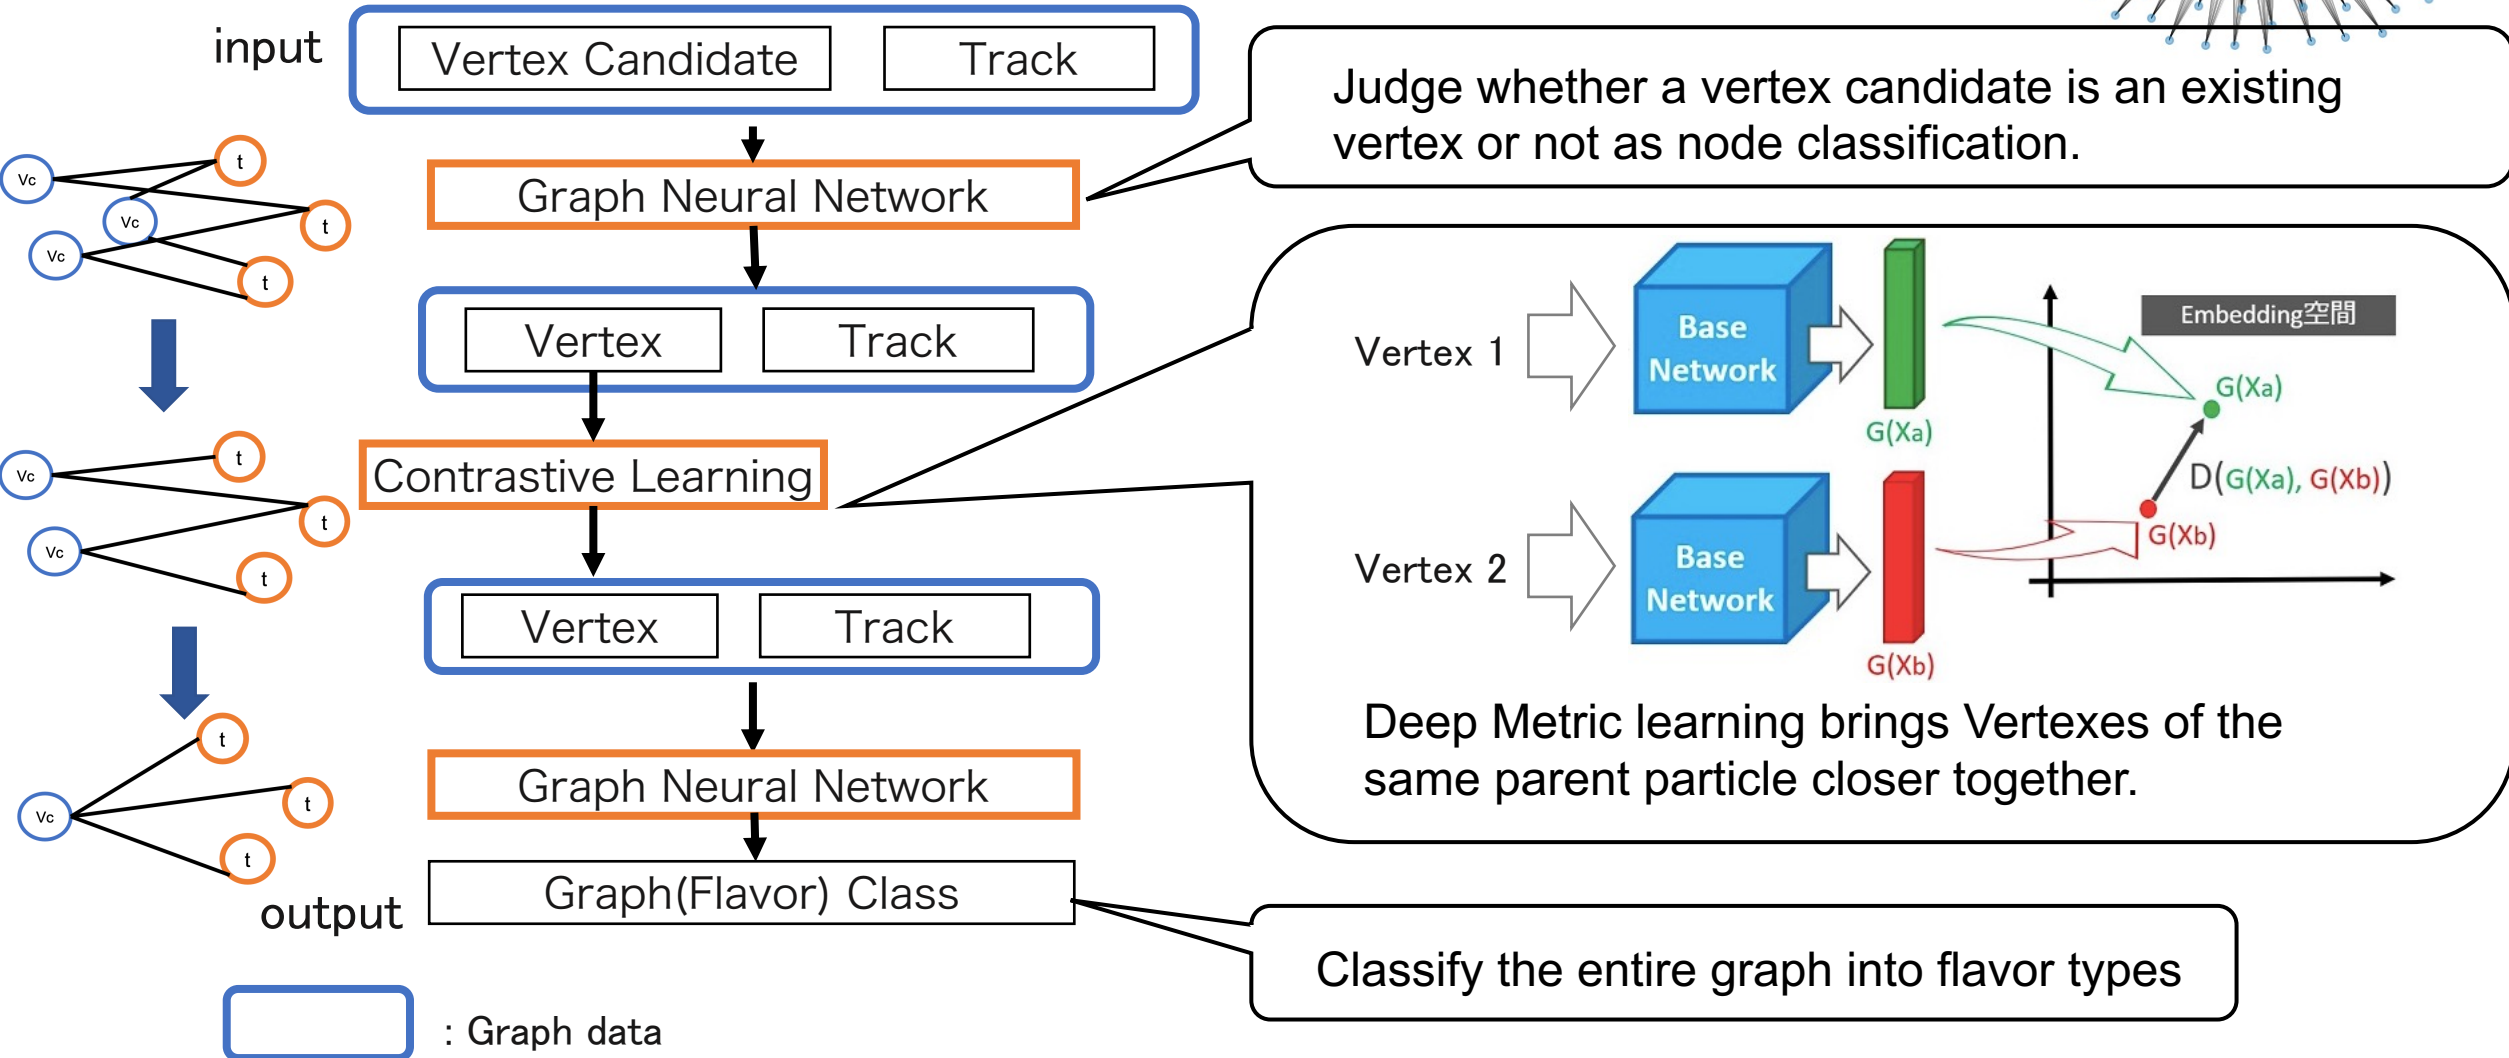 input
Vertex Candidate
Track
Judge whether a vertex candidate is an existing
vertex or not as node classification.
Graph Neural Network
Vc
t
Vc
t
Vc
t
Vertex
Track
Contrastive Learning
Vertex 1
Base
Network
G(Xa)
Embedding空間
G(Xa)
D(G(Xa), G(Xb))
G(Xb)
Vertex 2
Base
Network
G(Xb)
Deep Metric learning brings Vertexes of the
same parent particle closer together.
Vc
t
t
Vc
t
Vertex
Track
Graph Neural Network
t
Vc
t
t
output
Graph(Flavor) Class
Classify the entire graph into flavor types
: Graph data